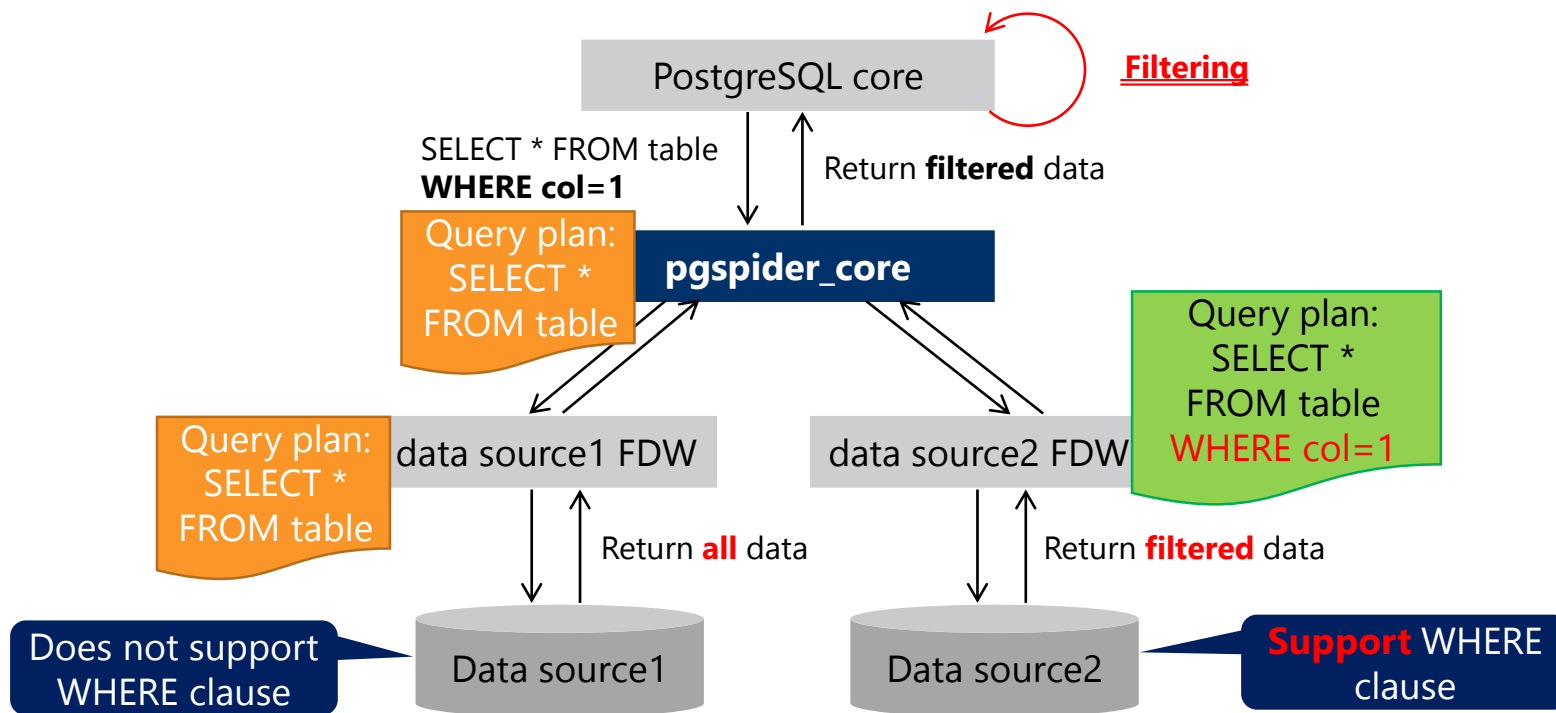 PostgreSQL core
Filtering
SELECT * FROM table
WHERE col=1
Return filtered data
Query plan:
SELECT *
FROM table
pgspider_core
Query plan:
SELECT *
FROM table
WHERE col=1
Query plan:
SELECT *
FROM table
data source1 FDW
data source2 FDW
Return all data
Return filtered data
Does not support
WHERE clause
Data source1
Data source2
Support WHERE
clause